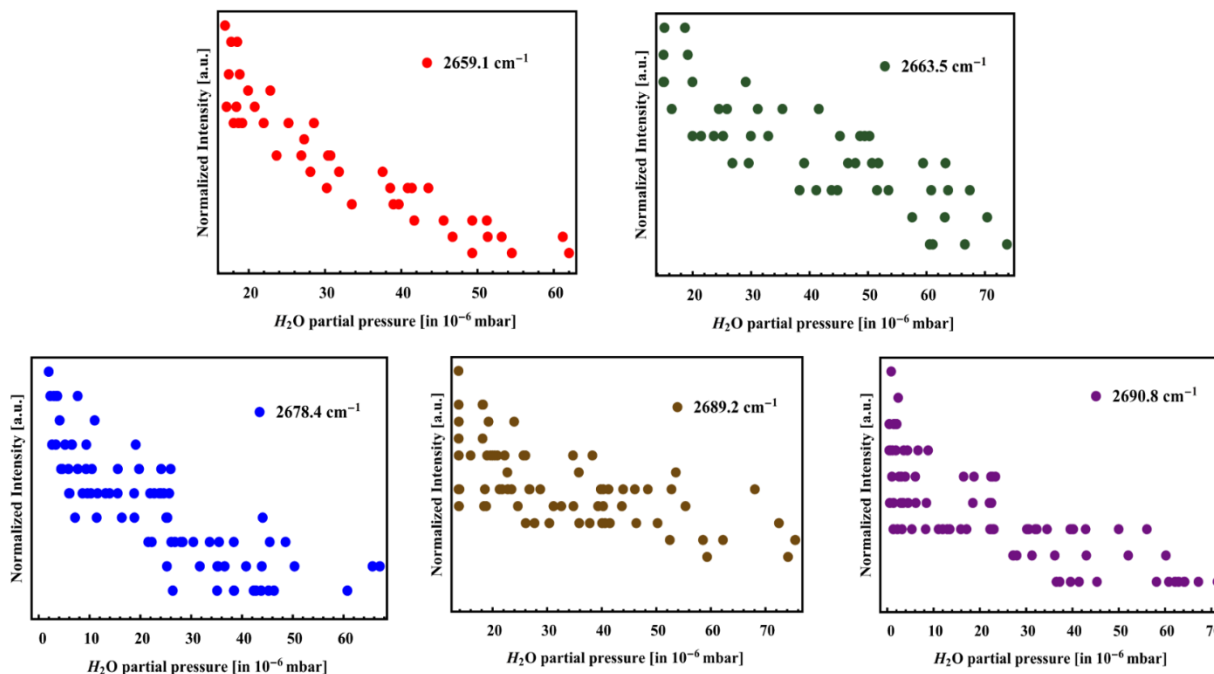 Normalized Intensity [a.u.]
2659.1 cm⁻¹
20 30 40 50 60
H₂O partial pressure [in 10⁻⁶ mbar]
Normalized Intensity [a.u.]
2663.5 cm⁻¹
20 30 40 50 60 70
H₂O partial pressure [in 10⁻⁶ mbar]
Normalized Intensity [a.u.]
2678.4 cm⁻¹
0 10 20 30 40 50 60
H₂O partial pressure [in 10⁻⁶ mbar]
Normalized Intensity [a.u.]
2689.2 cm⁻¹
20 30 40 50 60 70
H₂O partial pressure [in 10⁻⁶ mbar]
Normalized Intensity [a.u.]
2690.8 cm⁻¹
0 10 20 30 40 50 60 70
H₂O partial pressure [in 10⁻⁶ mbar]